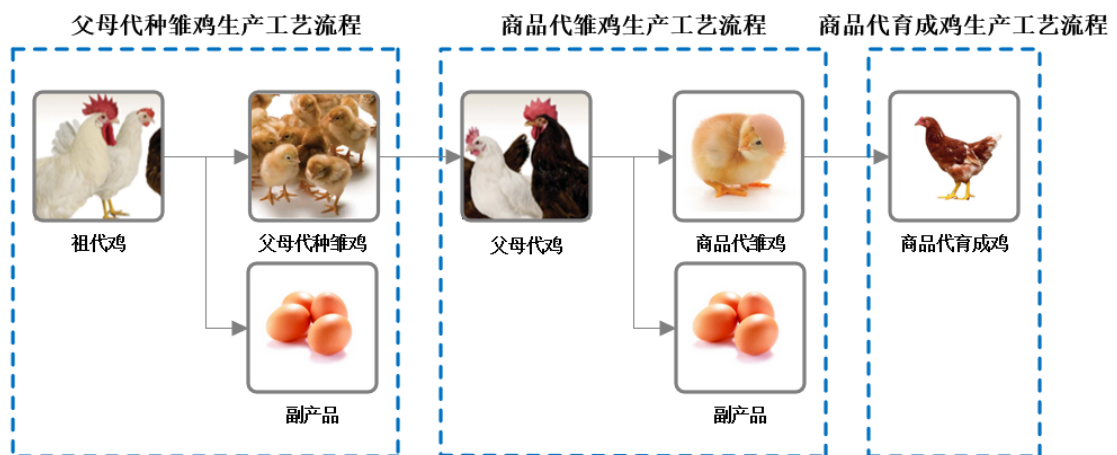 父母代种雏鸡生产工艺流程
商品代雏鸡生产工艺流程
商品代育成鸡生产工艺流程
祖代鸡
父母代种雏鸡
父母代鸡
商品代雏鸡
商品代育成鸡
副产品
副产品